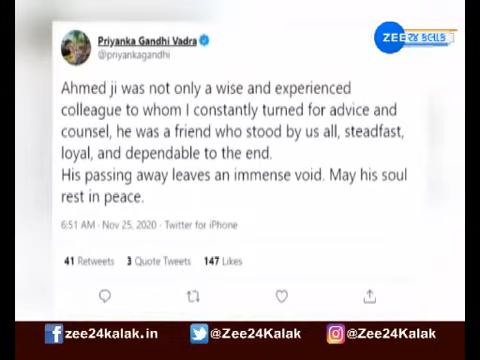 Priyanka Gandhi Vadra
@priyankagandhi
ZEE ૨૪ કલાક
Ahmed ji was not only a wise and experienced
colleague to whom I constantly turned for advice and
counsel, he was a friend who stood by us all, steadfast,
loyal, and dependable to the end.
His passing away leaves an immense void. May his soul
rest in peace.
6:51 AM · Nov 25, 2020 · Twitter for iPhone
41 Retweets 3 Quote Tweets 147 Likes
zee24kalak.in @Zee24Kalak @Zee24Kalak